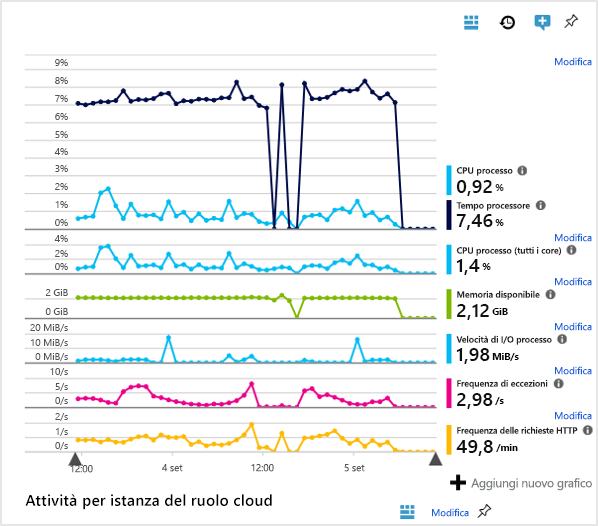 Modifica
9%
8%
7%
6%
5%
4%
3%
2%
1%
0%
CPU processo
0,92 %
Tempo processore
7,46 %
Modifica
4%
2%
0%
CPU processo (tutti i core)
1,4 %
Modifica
2 GiB
0 GiB
Memoria disponibile
2,12 GiB
Modifica
20 MiB/s
10 MiB/s
0 MiB/s
Velocità di I/O processo
1,98 MiB/s
Modifica
10/s
5/s
0/s
Frequenza di eccezioni
2,98 /s
Modifica
2/s
1/s
0/s
Frequenza delle richieste HTTP
49,8 /min
12:00
4 set
12:00
5 set
Aggiungi nuovo grafico
Attività per istanza del ruolo cloud
Modifica